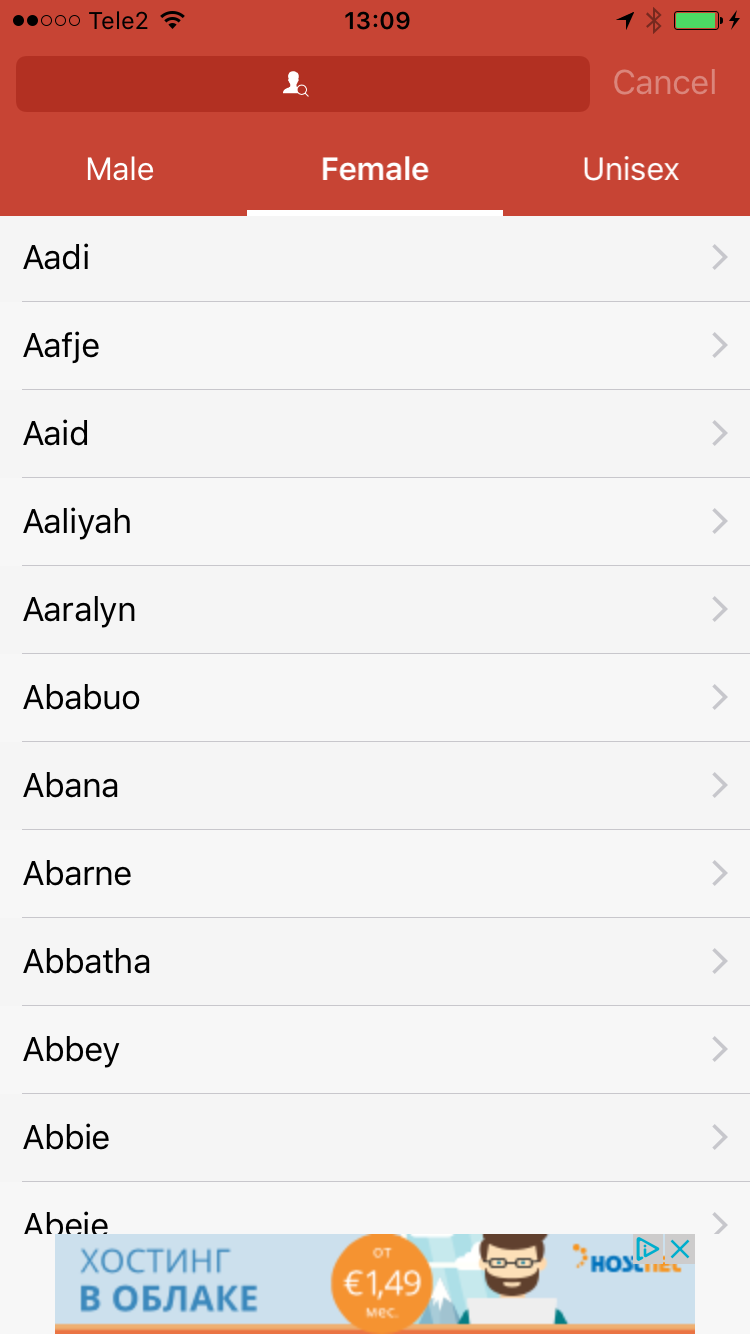 Tele2 13:09
Cancel
Male Female Unisex
Aadi
Aafje
Aaid
Aaliyah
Aaralyn
Ababuo
Abana
Abarne
Abbatha
Abbey
Abbie
Abeje
ХОСТИНГ
В ОБЛАКЕ
ОТ
€1,49
мес.
HOSTNET